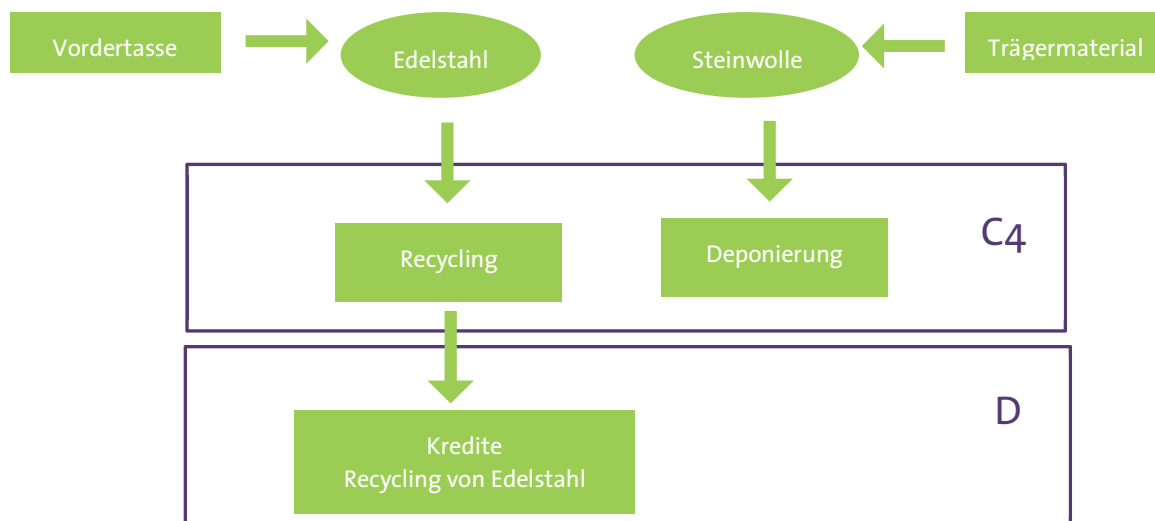 Vordertasse
Edelstahl
Steinwolle
Trägermaterial
Recycling
Deponierung
C4
Kredite
Recycling von Edelstahl
D